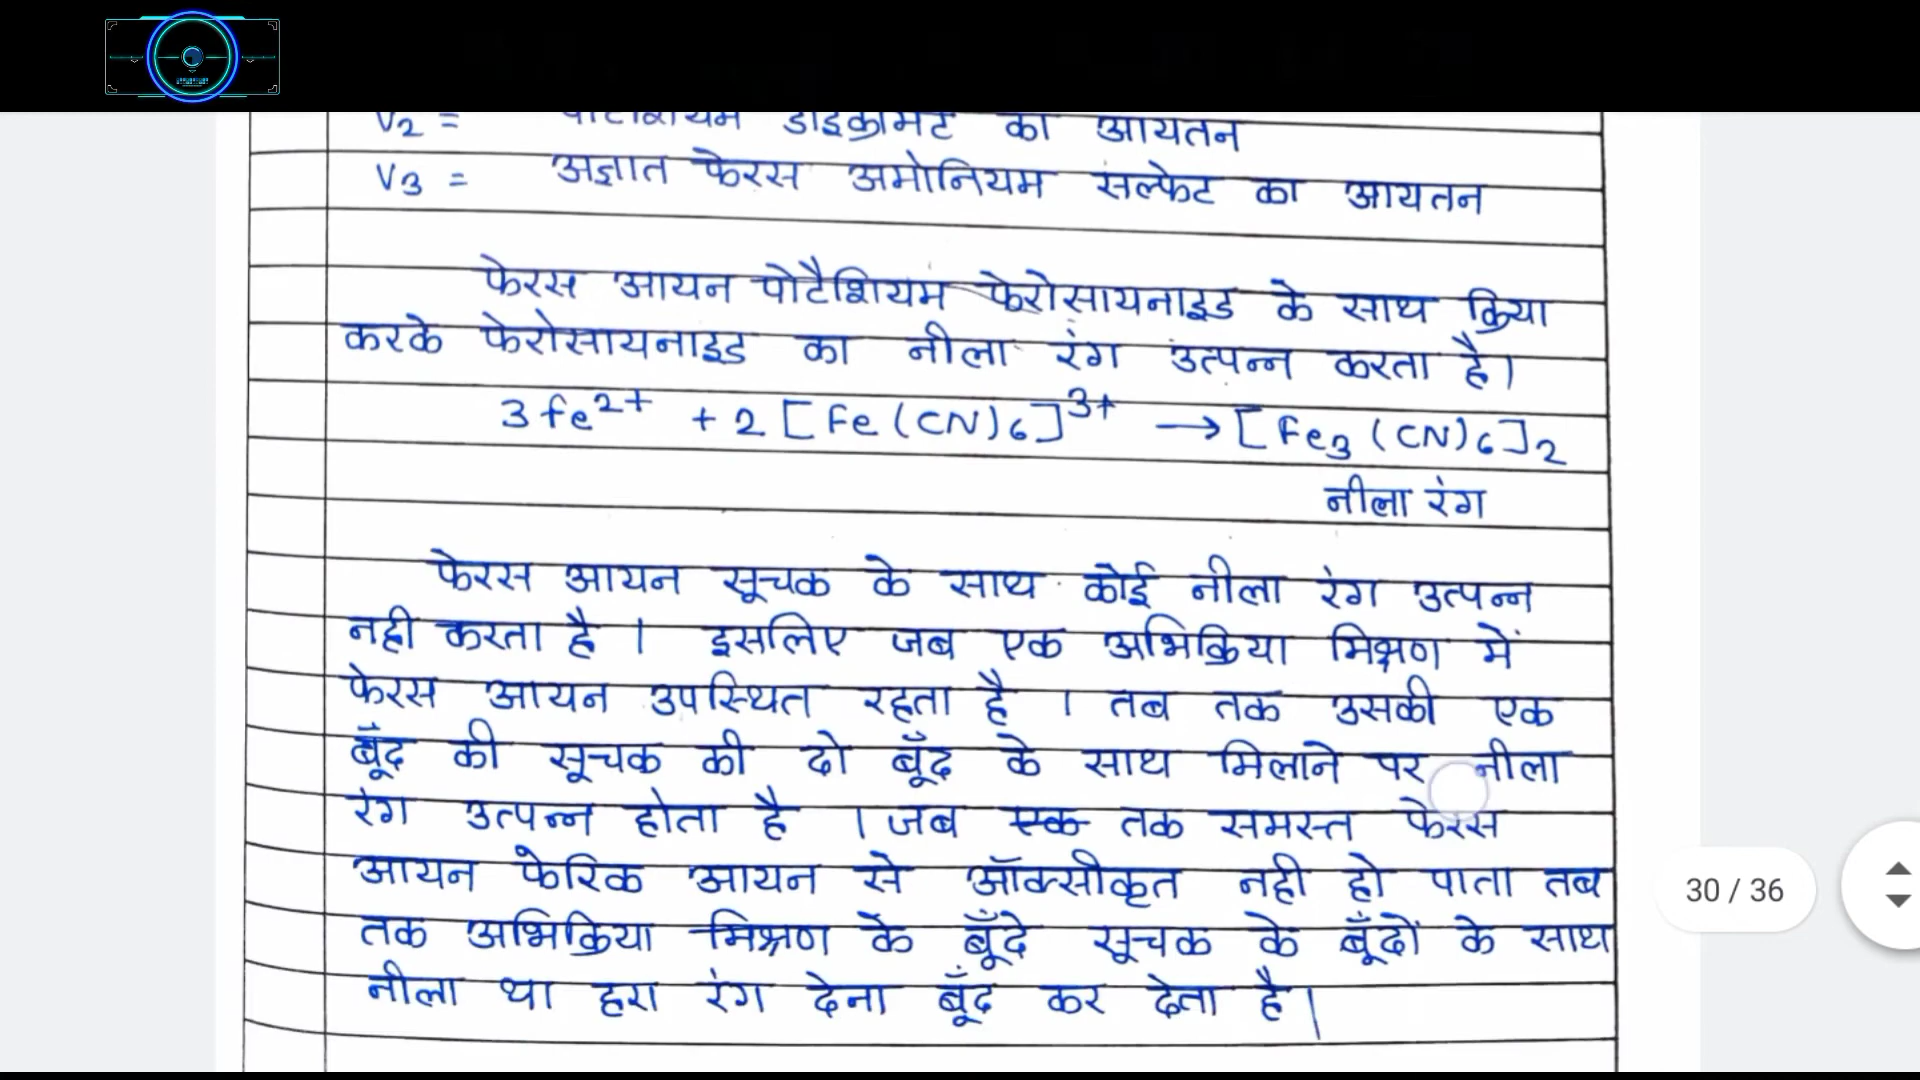 V2 = पोटैशियम डाइक्रोमेट का आयतन
V3 = अज्ञात फेरस अमोनियम सल्फेट का आयतन
फेरस आयन पोटैशियम फेरोसायनाइड के साथ क्रिया
करके फेरोसायनाइड का नीला रंग उत्पन्न करता है।
3fe²⁺ + 2[Fe(CN)6]³⁺ → [Fe3(CN)6]2
नीला रंग
फेरस आयन सूचक के साथ कोई नीला रंग उत्पन्न
नही करता है । इसलिए जब एक अभिक्रिया मिश्रण में
फेरस आयन उपस्थित रहता है । तब तक उसकी एक
बूँद की सूचक की दो बूँद के साथ मिलाने पर नीला
रंग उत्पन्न होता है । जब एक तक समस्त फेरस
आयन फेरिक आयन से ऑक्सीकृत नही हो पाता तब
तक अभिक्रिया मिश्रण के बूँदे सूचक के बूँदों के साथ
नीला था हरा रंग देना बूँद कर देता है।
30 / 36